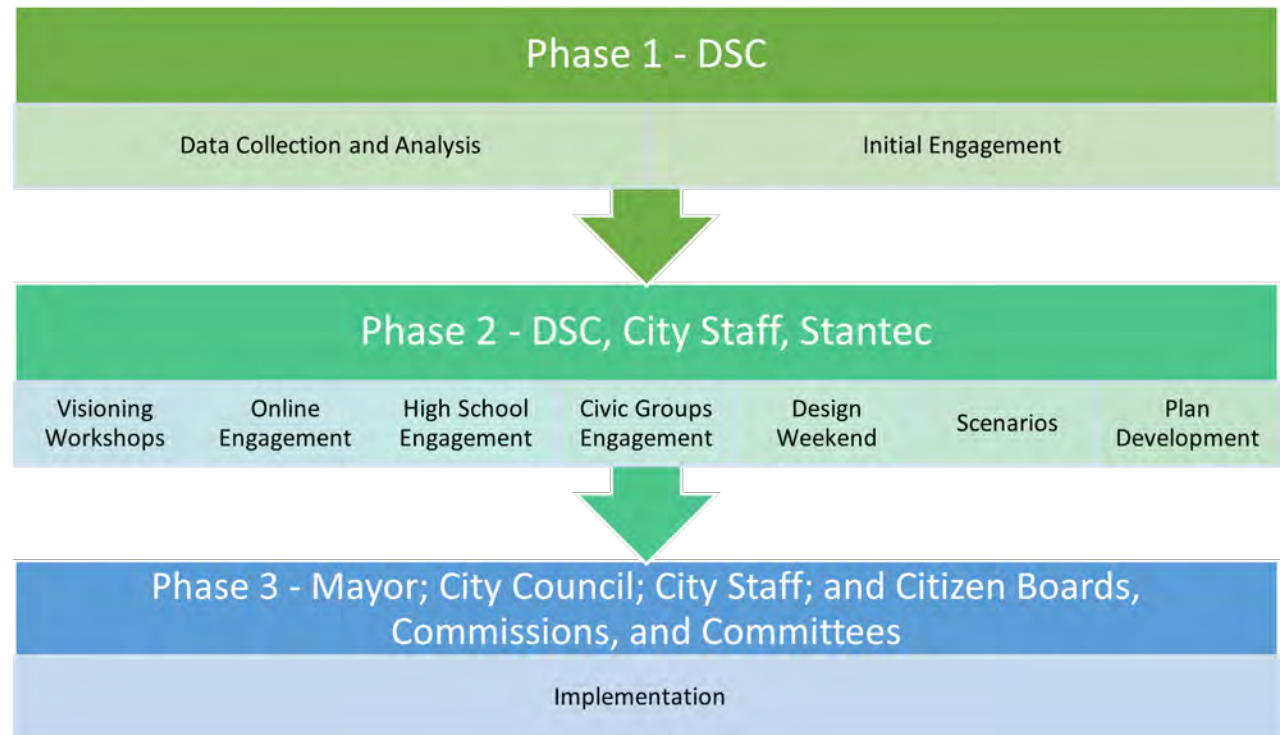 Phase 1 - DSC
Data Collection and Analysis
Initial Engagement
Phase 2 - DSC, City Staff, Stantec
Visioning
Workshops
Online
Engagement
High School
Engagement
Civic Groups
Engagement
Design
Weekend
Scenarios
Plan
Development
Phase 3 - Mayor; City Council; City Staff; and Citizen Boards,
Commissions, and Committees
Implementation